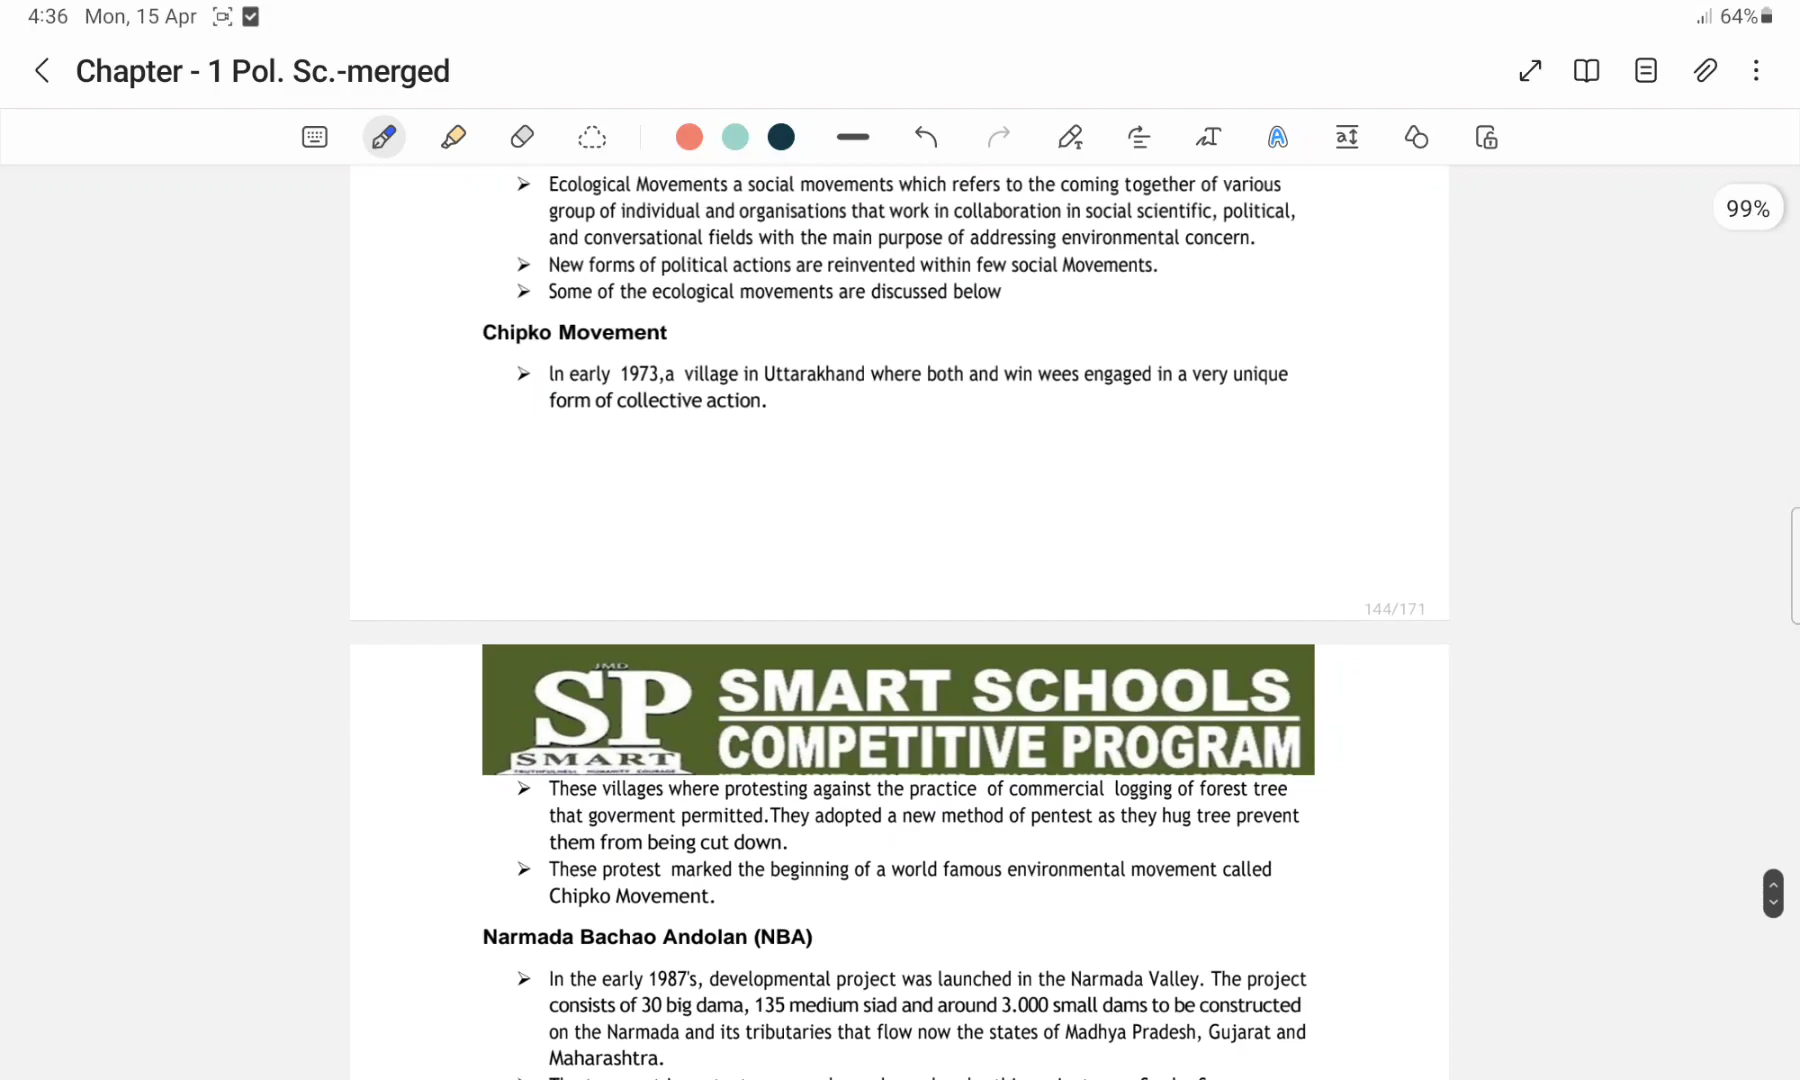 4:36 Mon, 15 Apr
64%
Chapter - 1 Pol. Sc.-merged
99%
Ecological Movements a social movements which refers to the coming together of various
group of individual and organisations that work in collaboration in social scientific, political,
and conversational fields with the main purpose of addressing environmental concern.
New forms of political actions are reinvented within few social Movements.
Some of the ecological movements are discussed below
Chipko Movement
In early 1973,a village in Uttarakhand where both and win wees engaged in a very unique
form of collective action.
144/171
JMD
SP
SMART
TRUTHFULNESS HUMANITY COURAGE
SMART SCHOOLS
COMPETITIVE PROGRAM
These villages where protesting against the practice of commercial logging of forest tree
that goverment permitted.They adopted a new method of pentest as they hug tree prevent
them from being cut down.
These protest marked the beginning of a world famous environmental movement called
Chipko Movement.
Narmada Bachao Andolan (NBA)
In the early 1987's, developmental project was launched in the Narmada Valley. The project
consists of 30 big dama, 135 medium siad and around 3.000 small dams to be constructed
on the Narmada and its tributaries that flow now the states of Madhya Pradesh, Gujarat and
Maharashtra.